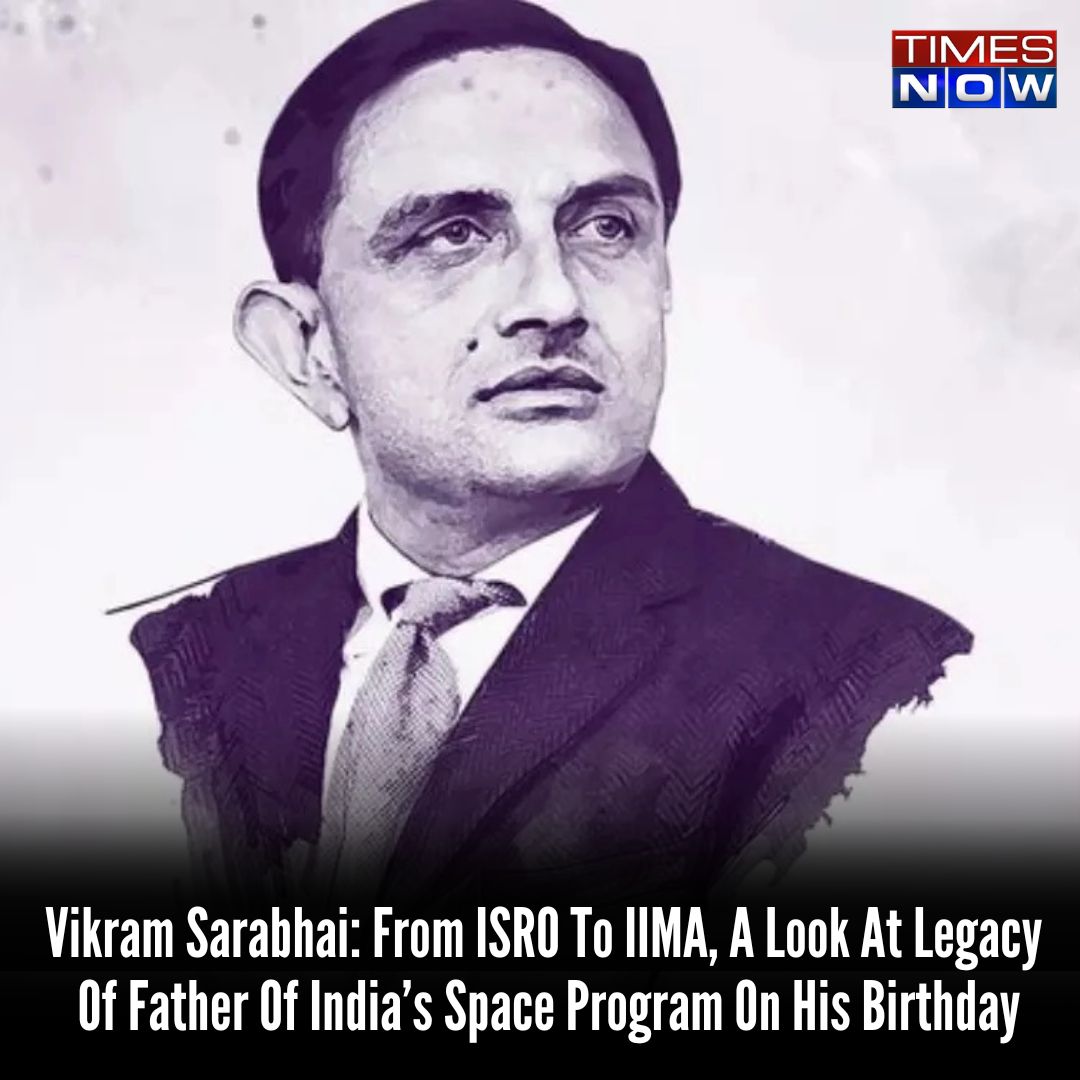 TIMES
NOW
Vikram Sarabhai: From ISRO To IIMA, A Look At Legacy
Of Father Of India’s Space Program On His Birthday